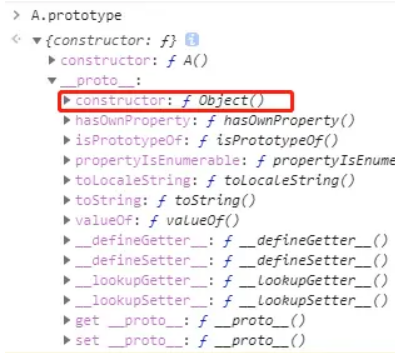 > A.prototype
{constructor: ƒ} i
constructor: ƒ A()
__proto__:
constructor: ƒ Object()
hasOwnProperty: ƒ hasOwnProperty()
isPrototypeOf: ƒ isPrototypeOf()
propertyIsEnumerable: ƒ propertyIsEnume
toLocaleString: ƒ toLocaleString()
toString: ƒ toString()
valueOf: ƒ valueOf()
__defineGetter__: ƒ __defineGetter__()
__defineSetter__: ƒ __defineSetter__()
__lookupGetter__: ƒ __lookupGetter__()
__lookupSetter__: ƒ __lookupSetter__()
get __proto__: ƒ __proto__()
set __proto__: ƒ __proto__()